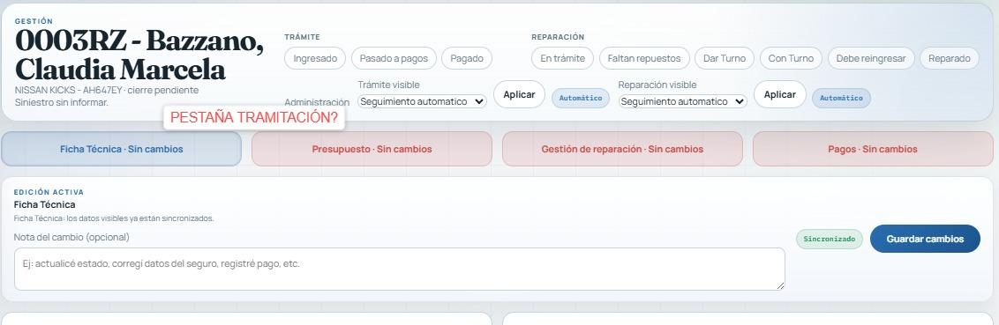 GESTIÓN
0003RZ - Bazzano,
Claudia Marcela
NISSAN KICKS - AH647EY · cierre pendiente
Siniestro sin informar.
TRÁMITE
Ingresado
Pasado a pagos
Pagado
REPARACIÓN
En trámite
Faltan repuestos
Dar Turno
Con Turno
Debe reingresar
Reparado
Administración
Trámite visible
Seguimiento automatico
Aplicar
Automático
Reparación visible
Seguimiento automatico
Aplicar
Automático
PESTAÑA TRAMITACIÓN?
Ficha Técnica · Sin cambios
Presupuesto · Sin cambios
Gestión de reparación · Sin cambios
Pagos · Sin cambios
EDICIÓN ACTIVA
Ficha Técnica
Ficha Técnica: los datos visibles ya están sincronizados.
Nota del cambio (opcional)
Ej: actualicé estado, corregí datos del seguro, registré pago, etc.
Sincronizado
Guardar cambios